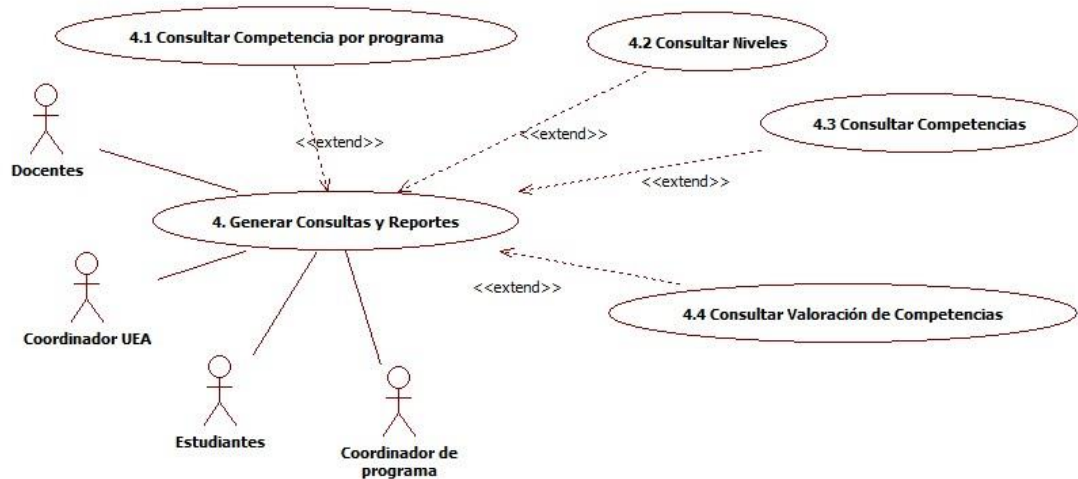 4.1 Consultar Competencia por programa
4.2 Consultar Niveles
4.3 Consultar Competencias
<<extend>>
<<extend>>
<<extend>>
Docentes
4. Generar Consultas y Reportes
<<extend>>
4.4 Consultar Valoración de Competencias
Coordinador UEA
Estudiantes
Coordinador de
programa